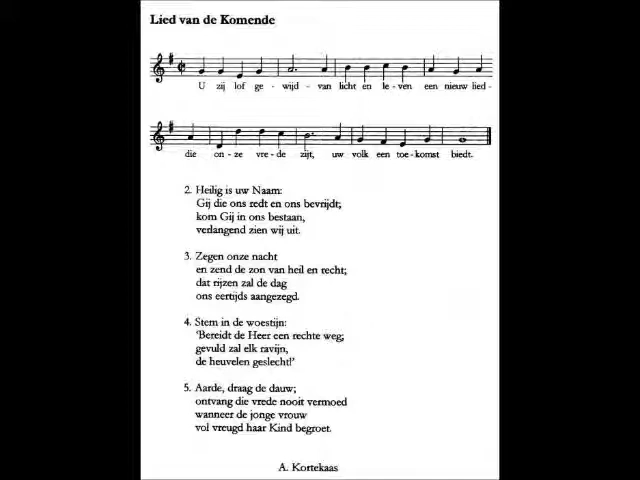 Lied van de Komende
U zij lof ge - wijd - van licht en le - ven een nieuw lied -
die on - ze vre - de zijt, uw volk een toe - komst biedt.
2. Heilig is uw Naam:
Gij die ons redt en ons bevrijdt;
kom Gij in ons bestaan,
verlangend zien wij uit.
3. Zegen onze nacht
en zend de zon van heil en recht;
dat rijzen zal de dag
ons eertijds aangezegd.
4. Stem in de woestijn:
'Bereidt de Heer een rechte weg;
gevuld zal elk ravijn,
de heuvelen geslecht!'
5. Aarde, draag de dauw;
ontvang die vrede nooit vermoed
wanneer de jonge vrouw
vol vreugd haar Kind begroet.
A. Kortekaas